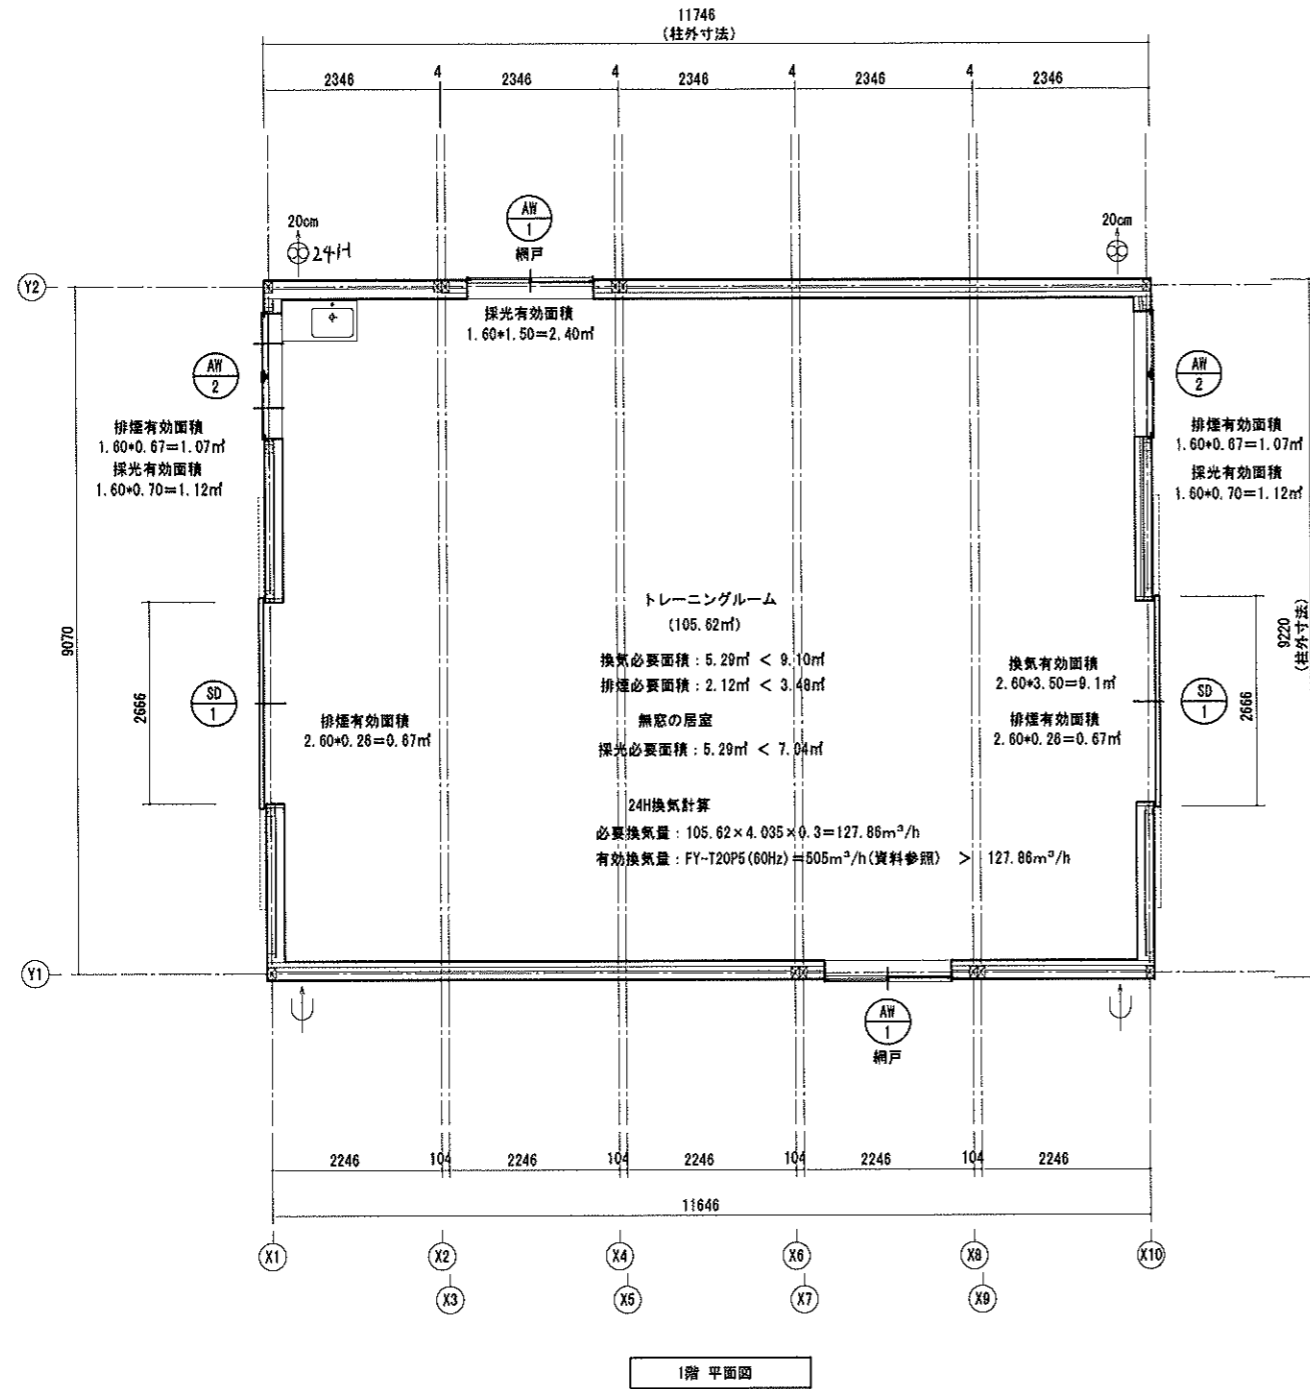 11746
(柱外寸法)
2346
4
2346
4
2346
4
2346
4
2346
20cm
24H
AW
1
網戸
20cm
Y2
採光有効面積
1.60*1.50=2.40㎡
AW
2
AW
2
排煙有効面積
1.60*0.67=1.07㎡
採光有効面積
1.60*0.70=1.12㎡
排煙有効面積
1.60*0.67=1.07㎡
採光有効面積
1.60*0.70=1.12㎡
トレーニングルーム
(105.62㎡)
換気必要面積：5.29㎡ < 9.10㎡
排煙必要面積：2.12㎡ < 3.48㎡
無窓の居室
採光必要面積：5.29㎡ < 7.04㎡
換気有効面積
2.60*3.50=9.1㎡
排煙有効面積
2.60*0.26=0.67㎡
排煙有効面積
2.60*0.26=0.67㎡
9070
2666
SD
1
SD
1
2666
9220
(柱外寸法)
24H換気計算
必要換気量：105.62×4.035×0.3=127.86m³/h
有効換気量：FY-T20P5(60Hz)=505m³/h(資料参照) > 127.86m³/h
Y1
AW
1
網戸
2246
104
2246
104
2246
104
2246
104
2246
11646
X1
X2
X4
X6
X8
X10
X3
X5
X7
X9
1階 平面図